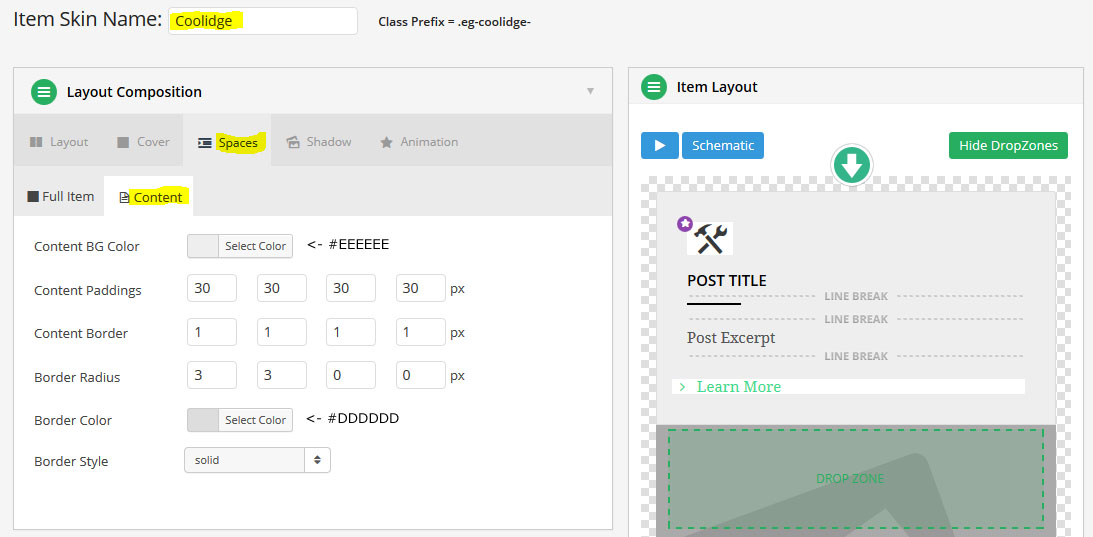 Item Skin Name: Coolidge Class Prefix = .eg-coolidge-
Layout Composition
Layout Cover Spaces Shadow Animation
Full Item Content
Content BG Color Select Color <- #EEEEEE
Content Paddings 30 30 30 30 px
Content Border 1 1 1 1 px
Border Radius 3 3 0 0 px
Border Color Select Color <- #DDDDDD
Border Style solid
Item Layout
Schematic Hide DropZones
POST TITLE
LINE BREAK
LINE BREAK
Post Excerpt
LINE BREAK
Learn More
DROP ZONE